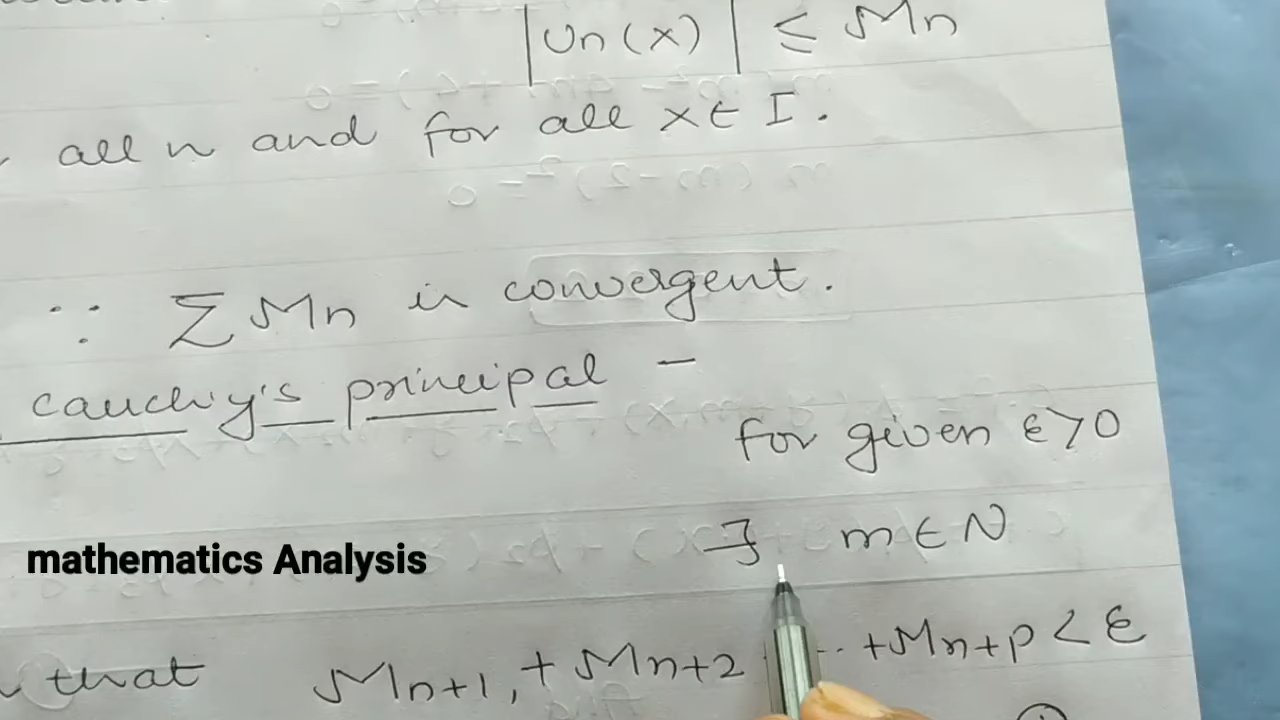 |Un(x)| ≤ Mn
all n and for all x ∈ I.
∵ ΣMn is convergent.
cauchy's principal –
for given ε>0
∃ m ∈ N
that Mn+1, + Mn+2 ... +Mn+p < ε
mathematics Analysis